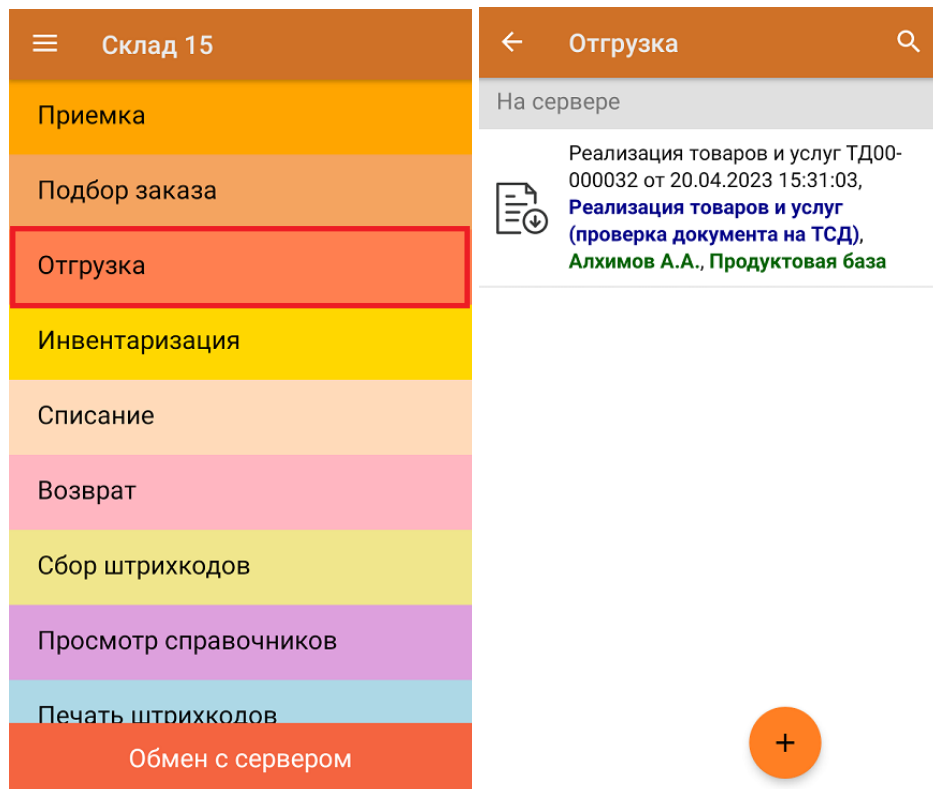 Склад 15
Приемка
Подбор заказа
Отгрузка
Инвентаризация
Списание
Возврат
Сбор штрихкодов
Просмотр справочников
Печать штрихкодов
Обмен с сервером
Отгрузка
На сервере
Реализация товаров и услуг ТД00-
000032 от 20.04.2023 15:31:03,
Реализация товаров и услуг
(проверка документа на ТСД),
Алхимов А.А., Продуктовая база